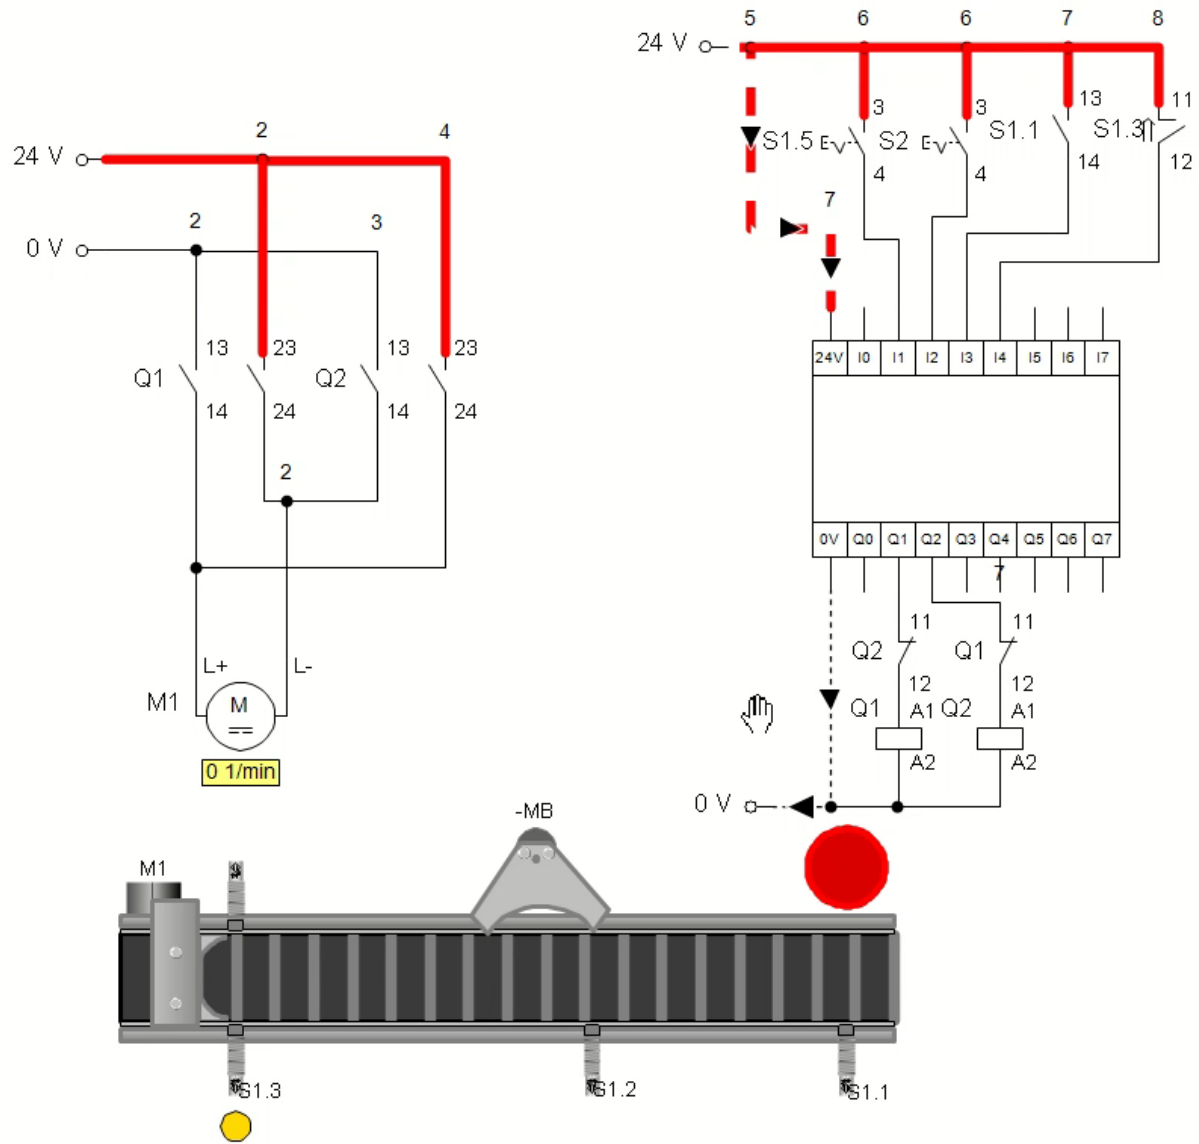 5 6 6 7 8
24 V
3 3 13 11
S1.5 E S2 E S1.1 S1.3
4 4 14 12
7
2 4
24 V
2 3
0 V
13 23 13 23
Q1 Q2
14 24 14 24
2
24V I0 I1 I2 I3 I4 I5 I6 I7
0V Q0 Q1 Q2 Q3 Q4 Q5 Q6 Q7
7
11 11
Q2 Q1
12 12
Q1 A1 Q2 A1
A2 A2
0 V
L+ L-
M1 M
0 1/min
-MB
M1
S1.3 S1.2 S1.1